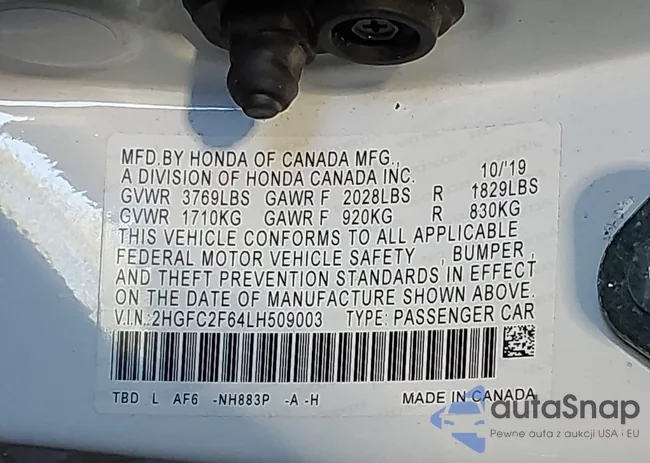 MFD.BY HONDA OF CANADA MFG.,
A DIVISION OF HONDA CANADA INC. 10/'19
GVWR 3769LBS GAWR F 2028LBS R 1829LBS
GVWR 1710KG GAWR F 920KG R 830KG
THIS VEHICLE CONFORMS TO ALL APPLICABLE
FEDERAL MOTOR VEHICLE SAFETY , BUMPER,
AND THEFT PREVENTION STANDARDS IN EFFECT
ON THE DATE OF MANUFACTURE SHOWN ABOVE.
V.I.N.:2HGFC2F64LH509003 TYPE: PASSENGER CAR
TBD L AF6 -NH883P -A -H MADE IN CANADA
autaSnap
Pewne auta z aukcji USA i EU